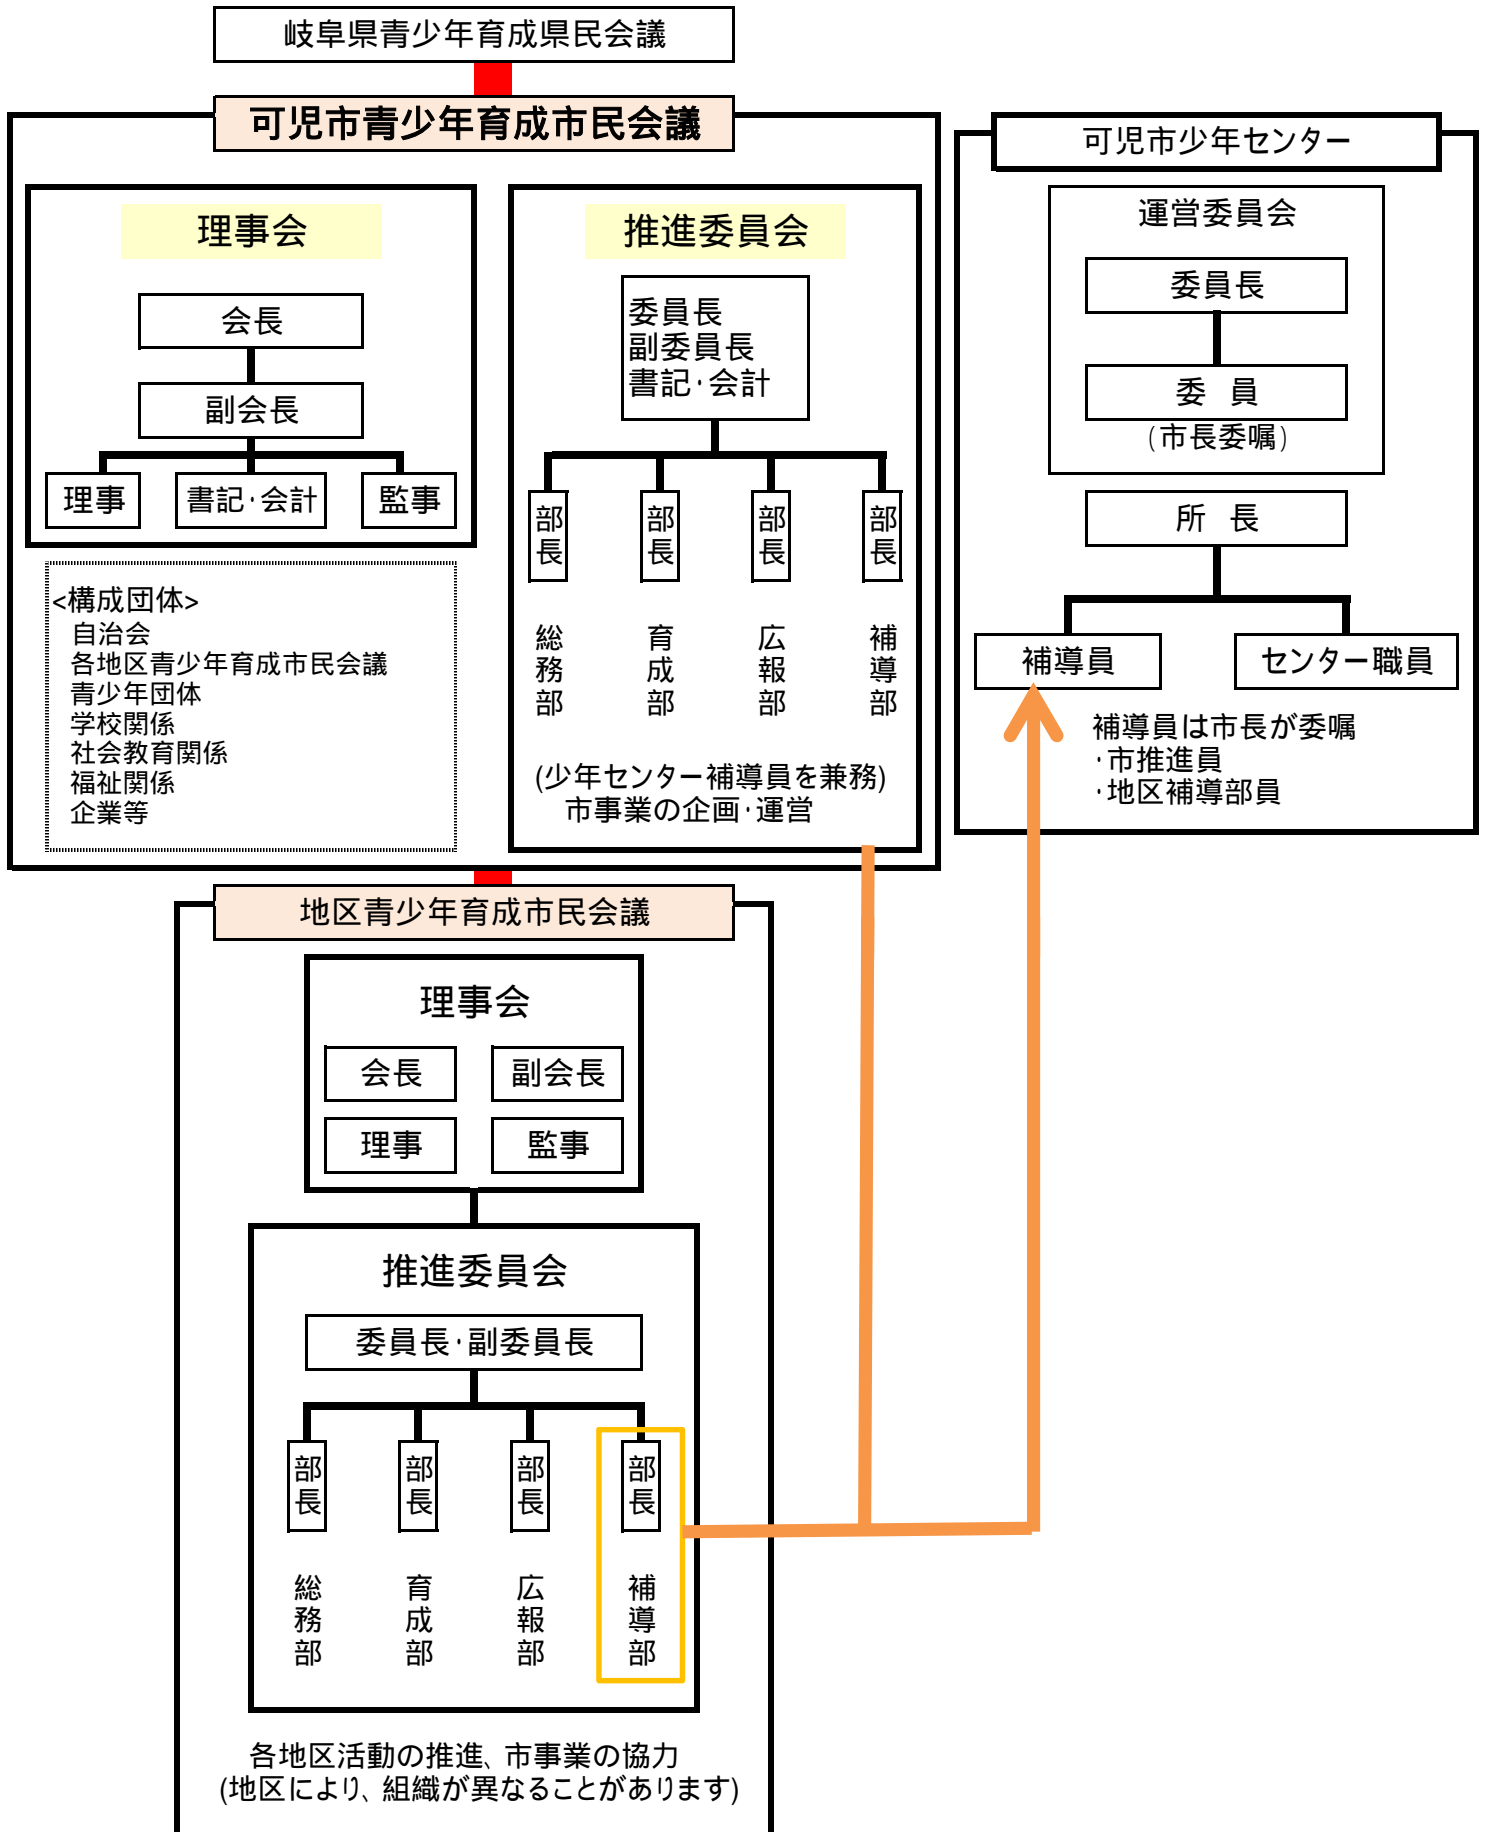 岐阜県青少年育成県民会議
可児市青少年育成市民会議
理事会
会長
副会長
理事
書記・会計
監事
<構成団体>
自治会
各地区青少年育成市民会議
青少年団体
学校関係
社会教育関係
福祉関係
企業等
推進委員会
委員長
副委員長
書記・会計
部長
部長
部長
部長
総務部
育成部
広報部
補導部
(少年センター補導員を兼務)
市事業の企画・運営
可児市少年センター
運営委員会
委員長
委 員
(市長委嘱)
所 長
補導員
センター職員
補導員は市長が委嘱
・市推進員
・地区補導部員
地区青少年育成市民会議
理事会
会長
副会長
理事
監事
推進委員会
委員長・副委員長
部長
部長
部長
部長
総務部
育成部
広報部
補導部
各地区活動の推進、市事業の協力
(地区により、組織が異なることがあります)